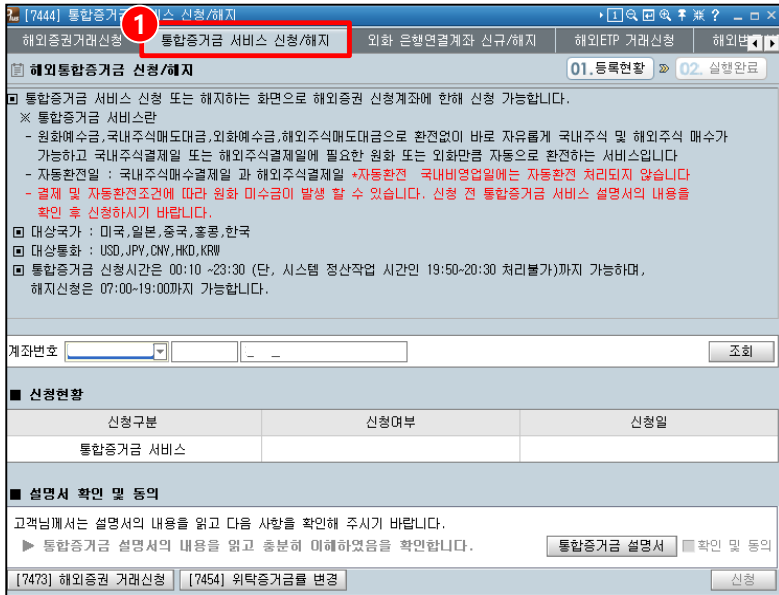 [7444] 통합증거금 서비스 신청/해지
1
해외증권거래신청 통합증거금 서비스 신청/해지 외화 은행연결계좌 신규/해지 해외ETP 거래신청 해외변
해외통합증거금 신청/해지 01.등록현황 02. 실행완료
통합증거금 서비스 신청 또는 해지하는 화면으로 해외증권 신청계좌에 한해 신청 가능합니다.
※ 통합증거금 서비스란
- 원화예수금,국내주식매도대금,외화예수금,해외주식매도대금으로 환전없이 바로 자유롭게 국내주식 및 해외주식 매수가
가능하고 국내주식결제일 또는 해외주식결제일에 필요한 원화 또는 외화만큼 자동으로 환전하는 서비스입니다
- 자동환전일 : 국내주식매수결제일 과 해외주식결제일 *자동환전 국내비영업일에는 자동환전 처리되지 않습니다
- 결제 및 자동환전조건에 따라 원화 미수금이 발생 할 수 있습니다. 신청 전 통합증거금 서비스 설명서의 내용을
확인 후 신청하시기 바랍니다.
대상국가 : 미국,일본,중국,홍콩,한국
대상통화 : USD,JPY,CNY,HKD,KRW
통합증거금 신청시간은 00:10 ~23:30 (단, 시스템 정산작업 시간인 19:50~20:30 처리불가)까지 가능하며,
해지신청은 07:00~19:00까지 가능합니다.
계좌번호 _ _ 조회
■ 신청현황
신청구분 신청여부 신청일
통합증거금 서비스
■ 설명서 확인 및 동의
고객님께서는 설명서의 내용을 읽고 다음 사항을 확인해 주시기 바랍니다.
▶ 통합증거금 설명서의 내용을 읽고 충분히 이해하였음을 확인합니다. 통합증거금 설명서 확인 및 동의
[7473] 해외증권 거래신청 [7454] 위탁증거금률 변경 신청